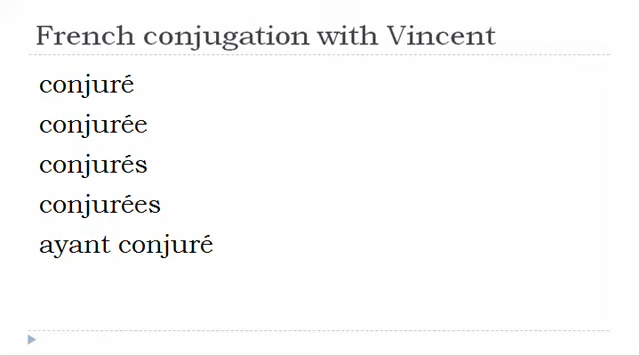 French conjugation with Vincent
conjuré
conjurée
conjurés
conjurées
ayant conjuré